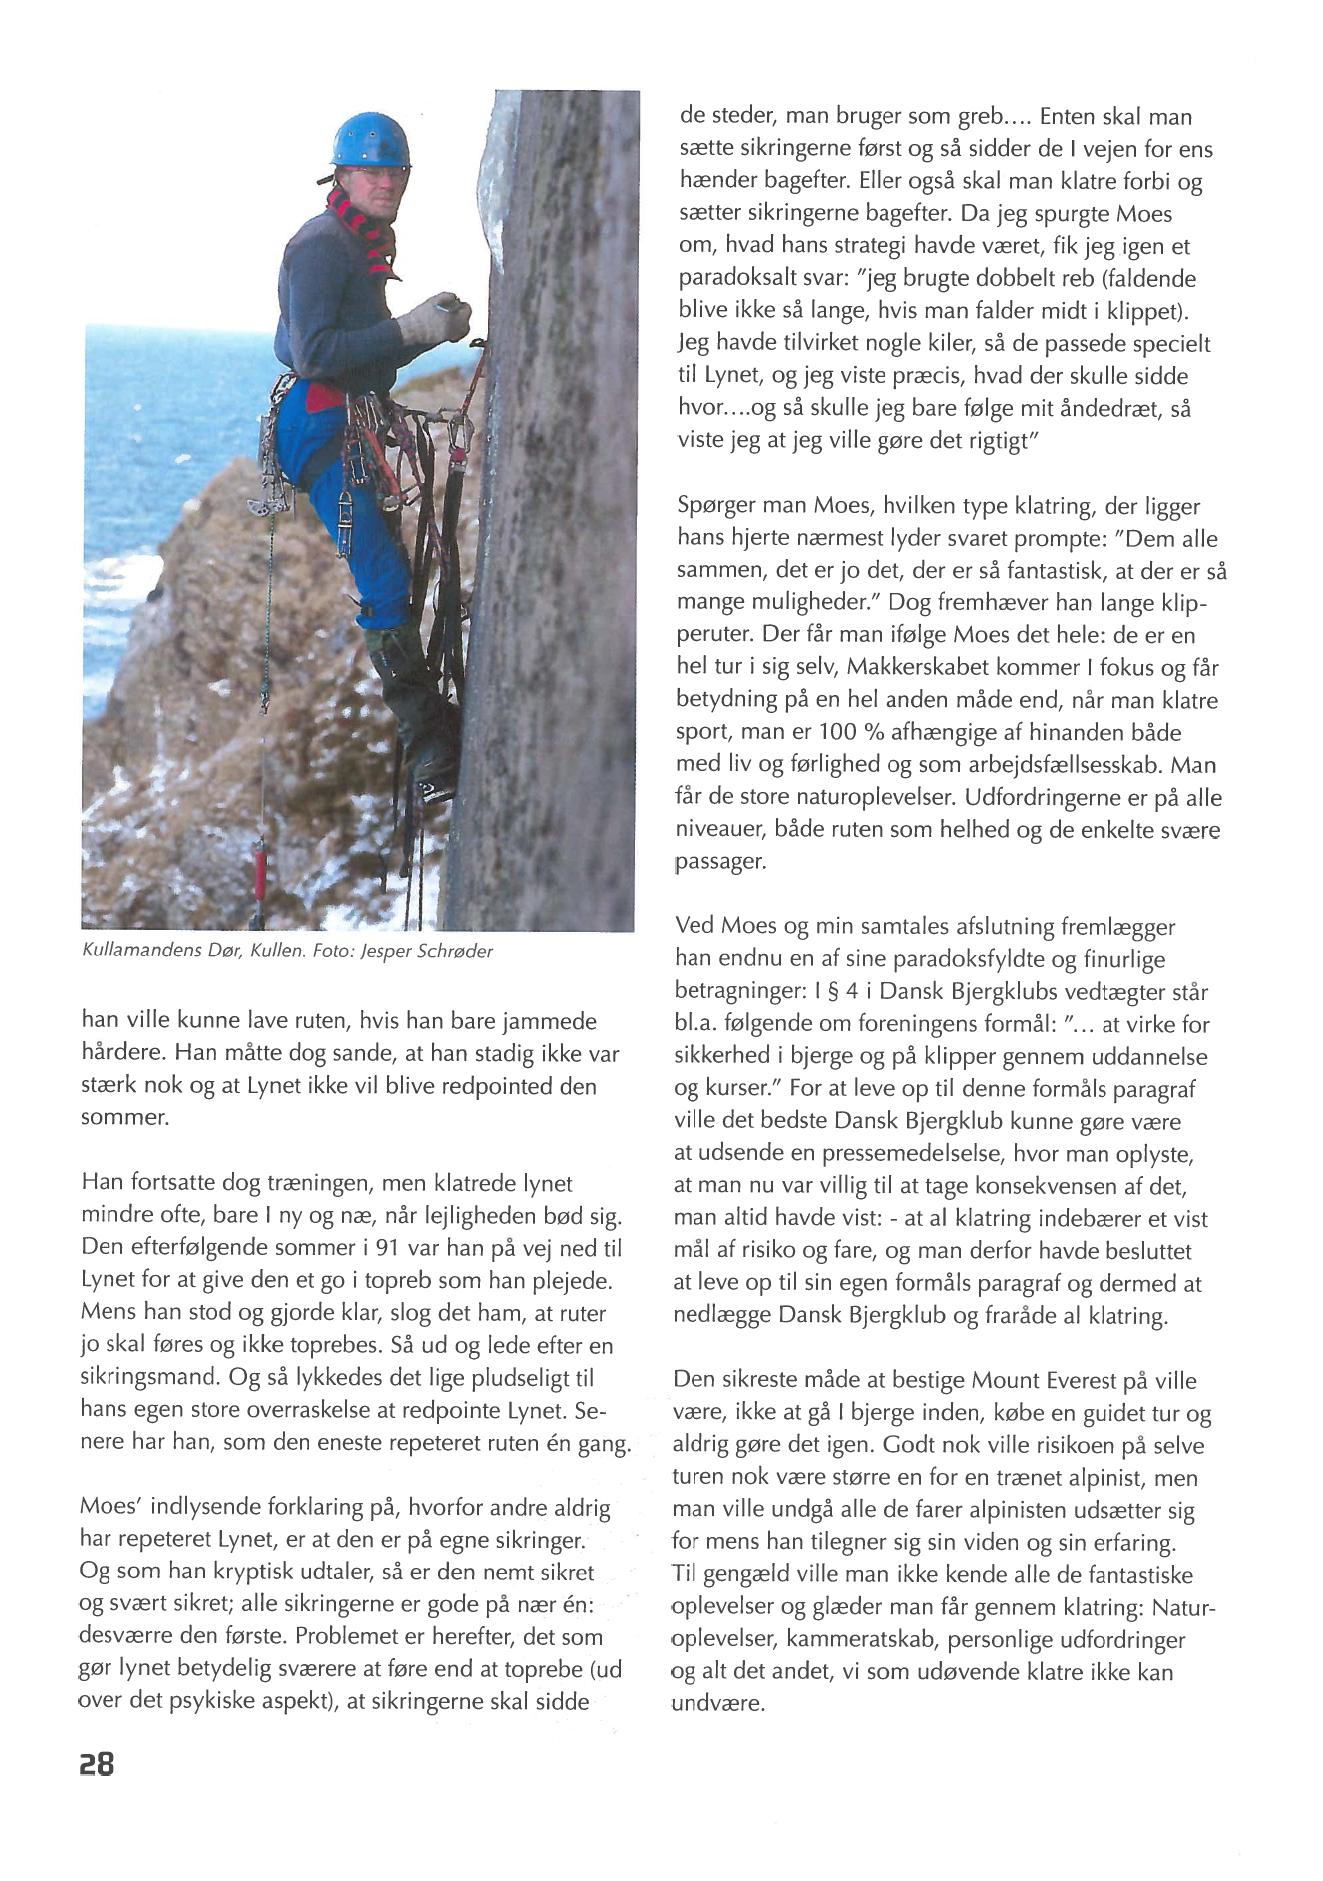 Kullamandens Dør, Kullen. Foto: Jesper Schrøder
han ville kunne lave ruten, hvis han bare jammede
hårdere. Han måtte dog sande, at han stadig ikke var
stærk nok og at Lynet ikke vil blive redpointed den
sommer.
Han fortsatte dog træningen, men klatrede lynet
mindre ofte, bare I ny og næ, når lejligheden bød sig.
Den efterfølgende sommer i 91 var han på vej ned til
Lynet for at give den et go i topreb som han plejede.
Mens han stod og gjorde klar, slog det ham, at ruter
jo skal føres og ikke toprebes. Så ud og lede efter en
sikringsmand. Og så lykkedes det lige pludseligt til
hans egen store overraskelse at redpointe Lynet. Se-
nere har han, som den eneste repeteret ruten én gang.
Moes' indlysende forklaring på, hvorfor andre aldrig
har repeteret Lynet, er at den er på egne sikringer.
Og som han kryptisk udtaler, så er den nemt sikret
og svært sikret; alle sikringerne er gode på nær én:
desværre den første. Problemet er herefter, det som
gør lynet betydelig sværere at føre end at toprebe (ud
over det psykiske aspekt), at sikringerne skal sidde
de steder, man bruger som greb.... Enten skal man
sætte sikringerne først og så sidder de I vejen for ens
hænder bagefter. Eller også skal man klatre forbi og
sætter sikringerne bagefter. Da jeg spurgte Moes
om, hvad hans strategi havde været, fik jeg igen et
paradoksalt svar: "jeg brugte dobbelt reb (faldende
blive ikke så lange, hvis man falder midt i klippet).
Jeg havde tilvirket nogle kiler, så de passede specielt
til Lynet, og jeg viste præcis, hvad der skulle sidde
hvor....og så skulle jeg bare følge mit åndedræt, så
viste jeg at jeg ville gøre det rigtigt"
Spørger man Moes, hvilken type klatring, der ligger
hans hjerte nærmest lyder svaret prompte: "Dem alle
sammen, det er jo det, der er så fantastisk, at der er så
mange muligheder." Dog fremhæver han lange klip-
peruter. Der får man ifølge Moes det hele: de er en
hel tur i sig selv, Makkerskabet kommer I fokus og får
betydning på en hel anden måde end, når man klatre
sport, man er 100 % afhængige af hinanden både
med liv og førlighed og som arbejdsfællsesskab. Man
får de store naturoplevelser. Udfordringerne er på alle
niveauer, både ruten som helhed og de enkelte svære
passager.
Ved Moes og min samtales afslutning fremlægger
han endnu en af sine paradoksfyldte og finurlige
betragninger: I § 4 i Dansk Bjergklubs vedtægter står
bl.a. følgende om foreningens formål: "... at virke for
sikkerhed i bjerge og på klipper gennem uddannelse
og kurser." For at leve op til denne formåls paragraf
ville det bedste Dansk Bjergklub kunne gøre være
at udsende en pressemedelselse, hvor man oplyste,
at man nu var villig til at tage konsekvensen af det,
man altid havde vist: - at al klatring indebærer et vist
mål af risiko og fare, og man derfor havde besluttet
at leve op til sin egen formåls paragraf og dermed at
nedlægge Dansk Bjergklub og fraråde al klatring.
Den sikreste måde at bestige Mount Everest på ville
være, ikke at gå I bjerge inden, købe en guidet tur og
aldrig gøre det igen. Godt nok ville risikoen på selve
turen nok være større en for en trænet alpinist, men
man ville undgå alle de farer alpinisten udsætter sig
for mens han tilegner sig sin viden og sin erfaring.
Til gengæld ville man ikke kende alle de fantastiske
oplevelser og glæder man får gennem klatring: Natur-
oplevelser, kammeratskab, personlige udfordringer
og alt det andet, vi som udøvende klatre ikke kan
undvære.
28